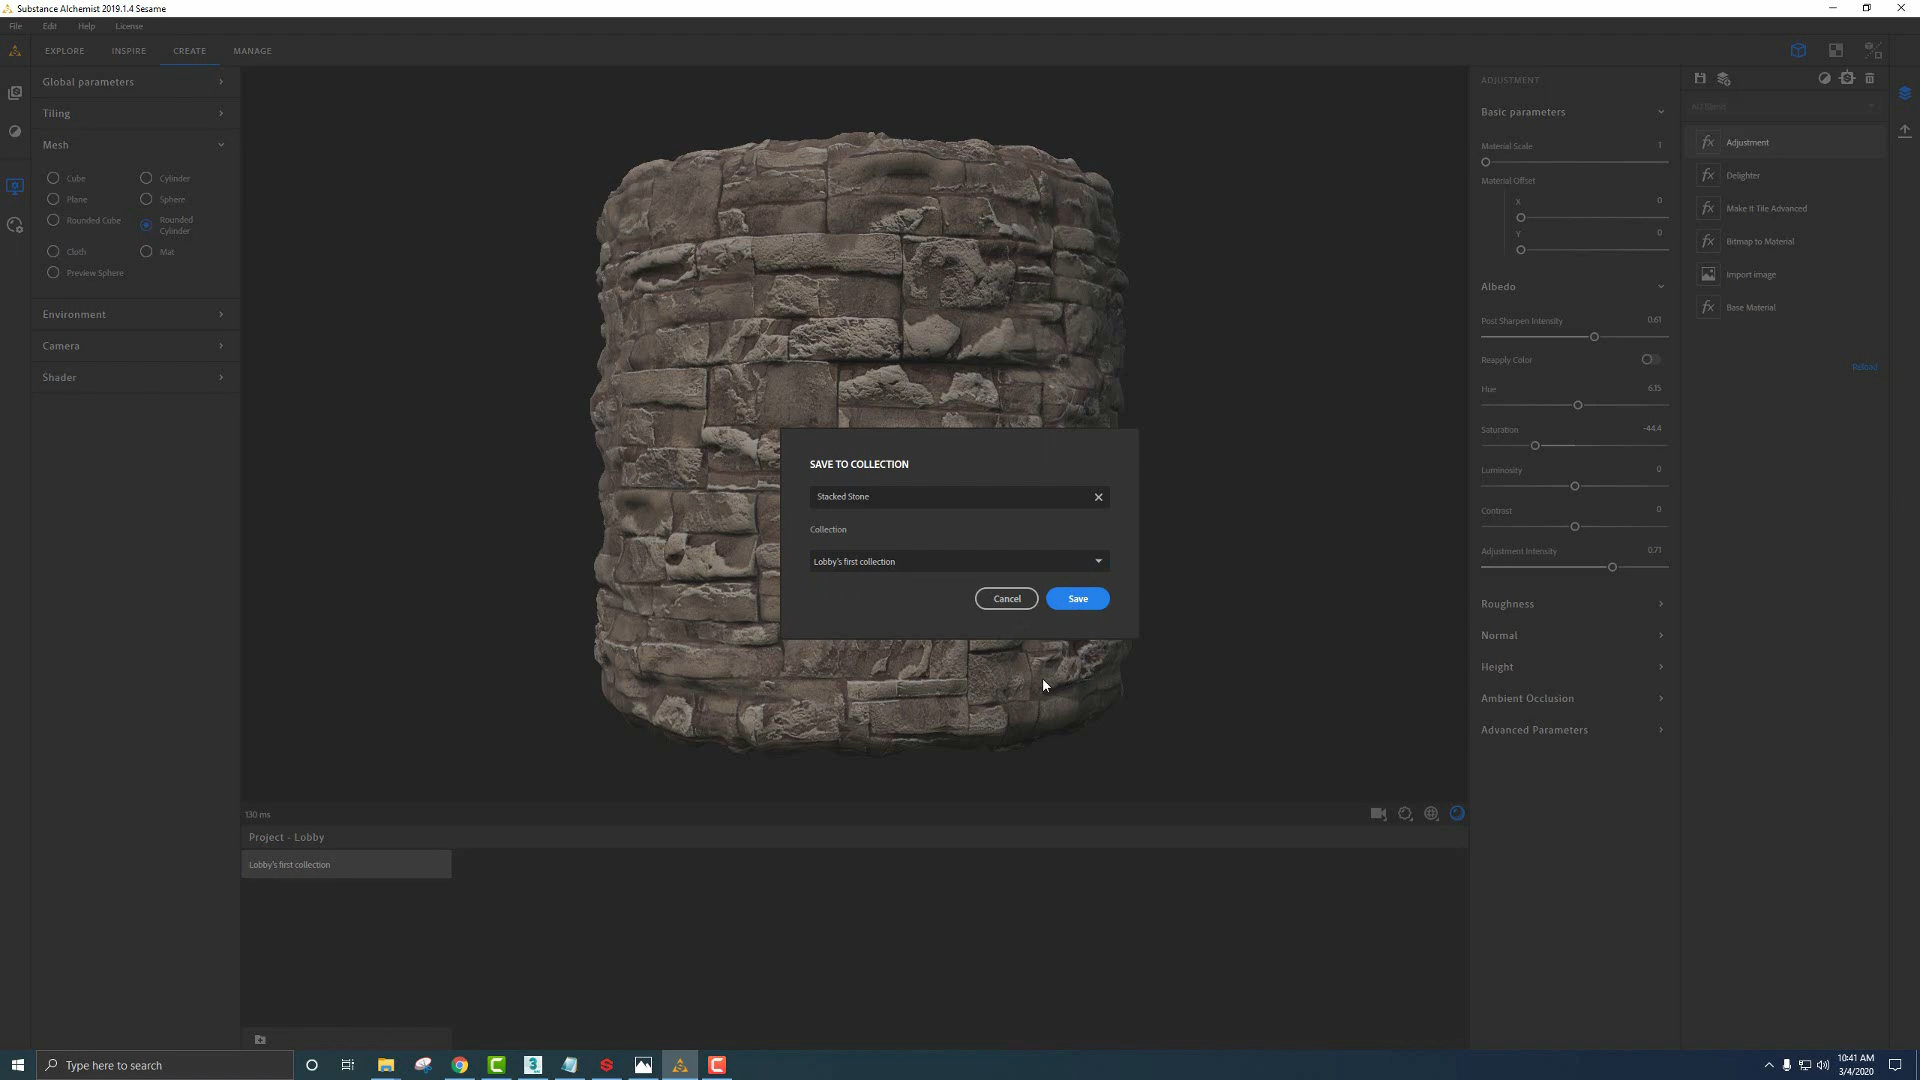 Substance Alchemist 2019.1.4 Sesame
File Edit Help License
EXPLORE INSPIRE CREATE MANAGE
Global parameters
Tiling
Mesh
Cube Cylinder
Plane Sphere
Rounded Cube Rounded
Cylinder
Cloth Mat
Preview Sphere
Environment
Camera
Shader
SAVE TO COLLECTION
Stacked Stone
Collection
Lobby's first collection
Cancel Save
130 ms
Project - Lobby
Lobby's first collection
ADJUSTMENT
Basic parameters
Material Scale 1
Material Offset
X 0
Y 0
Albedo
Post Sharpen Intensity 0.61
Reapply Color
Hue 6.15
Saturation -44.4
Luminosity 0
Contrast 0
Adjustment Intensity 0.71
Roughness
Normal
Height
Ambient Occlusion
Advanced Parameters
Adjustment
Delighter
Make It Tile Advanced
Bitmap to Material
Import image
Base Material
Reload
Type here to search
10:41 AM
3/4/2020